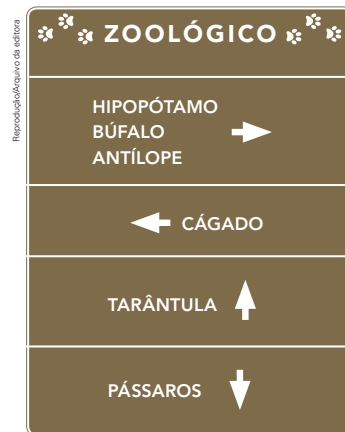 Reprodução/Arquivo da editora
ZOOLÓGICO
HIPOPÓTAMO
BÚFALO
ANTÍLOPE
CÁGADO
TARÂNTULA
PÁSSAROS